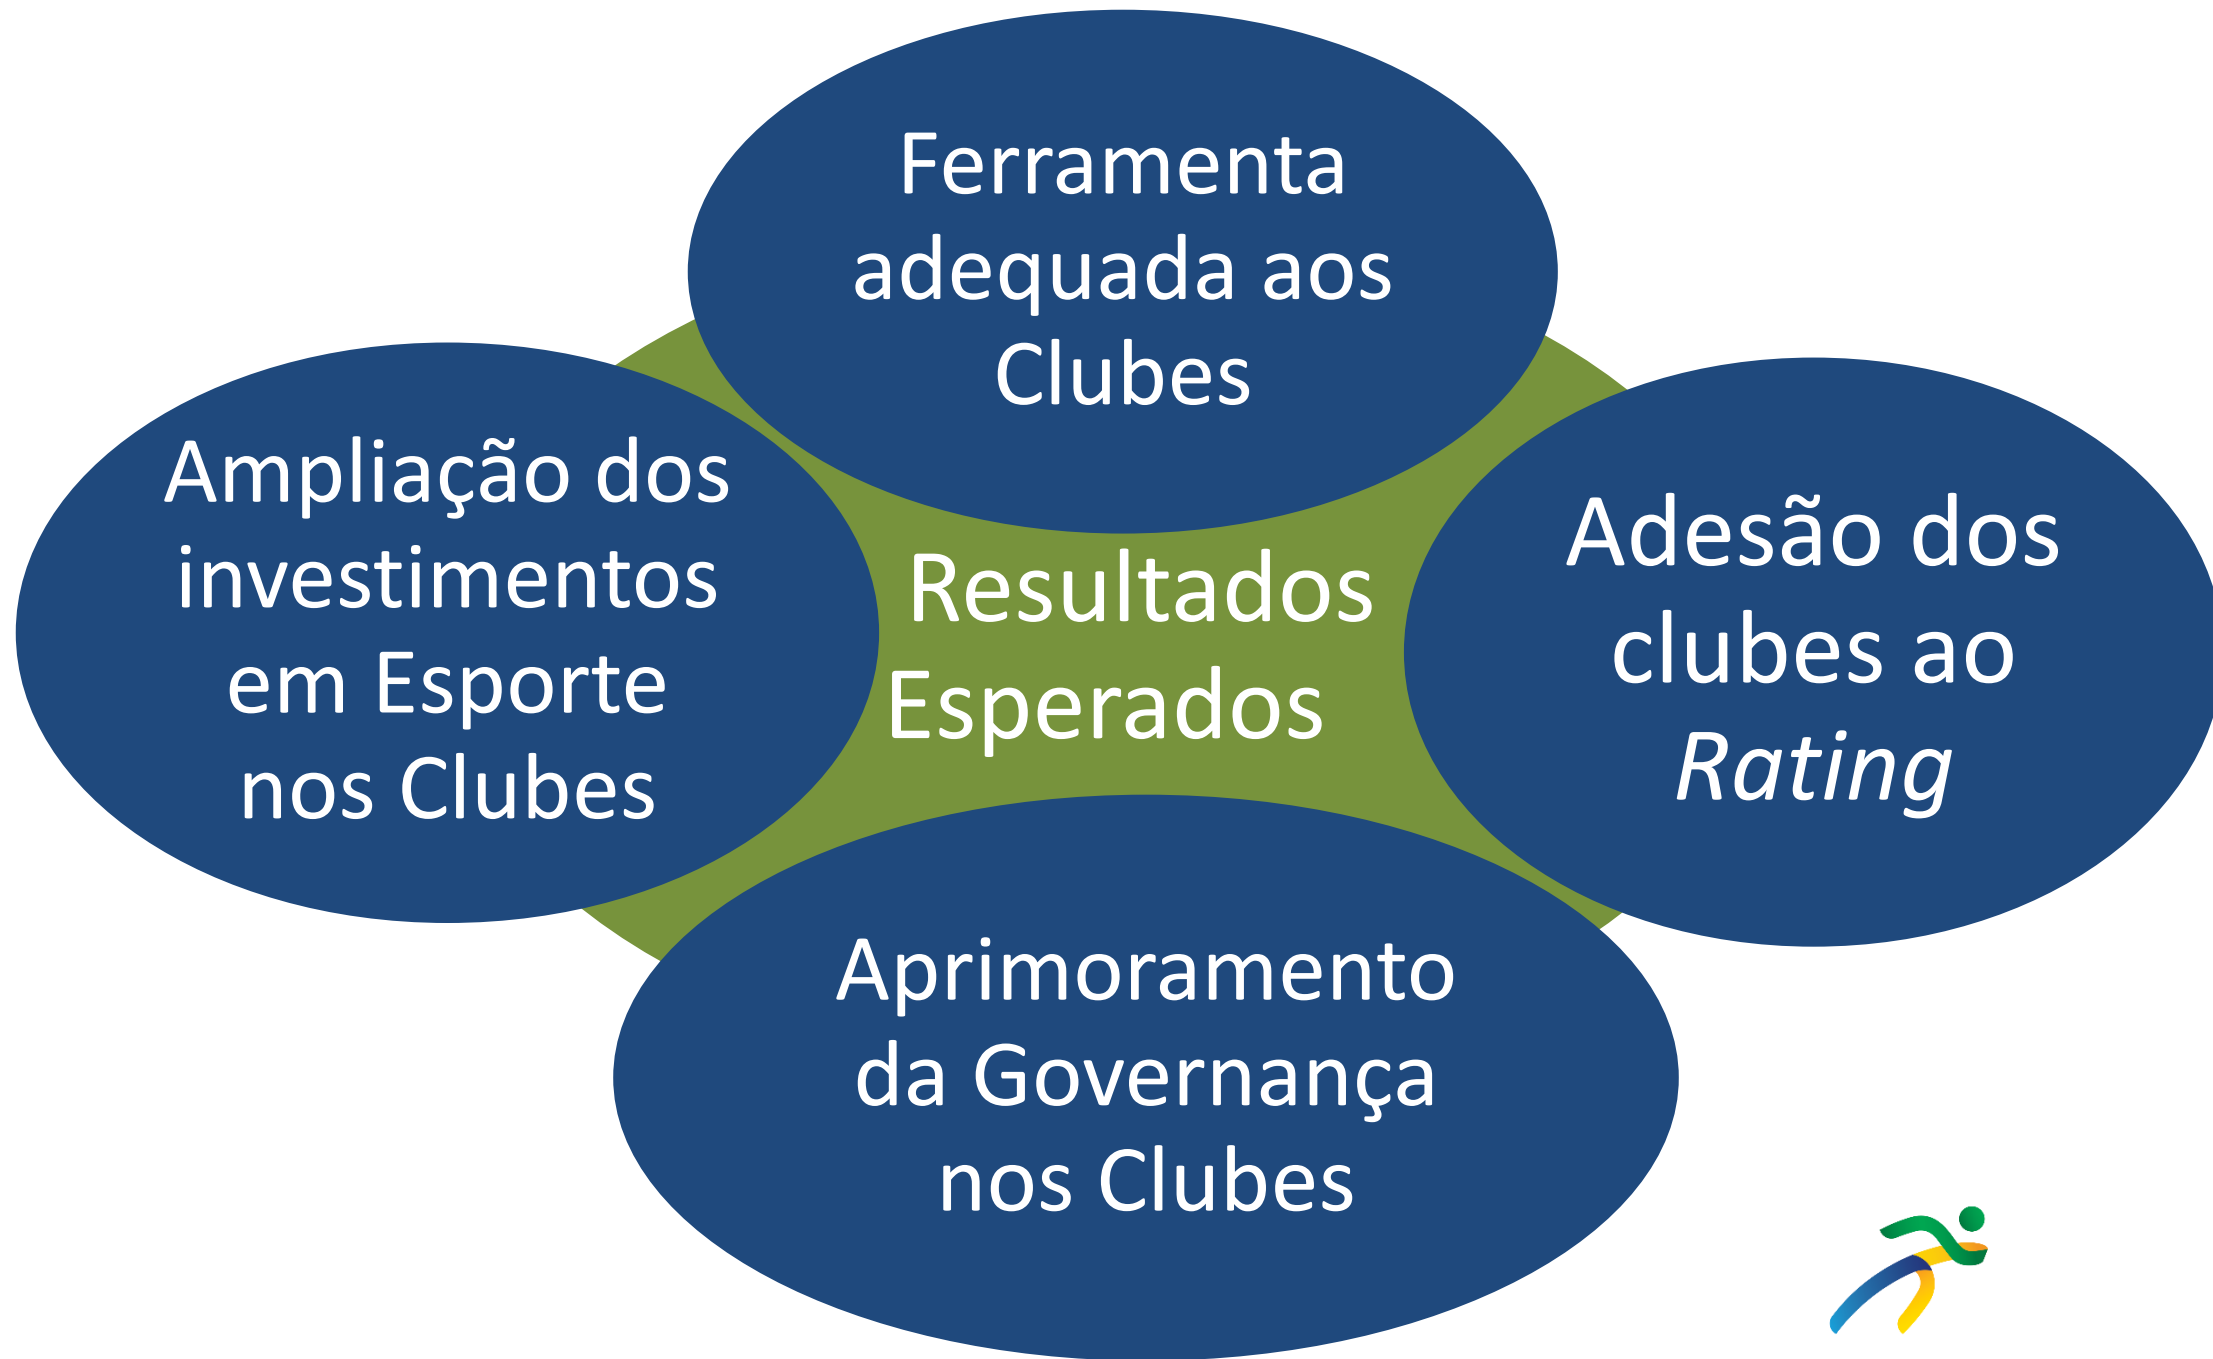 Ferramenta
adequada aos
Clubes
Ampliação dos
investimentos
em Esporte
nos Clubes
Resultados
Esperados
Adesão dos
clubes ao
Rating
Aprimoramento
da Governança
nos Clubes